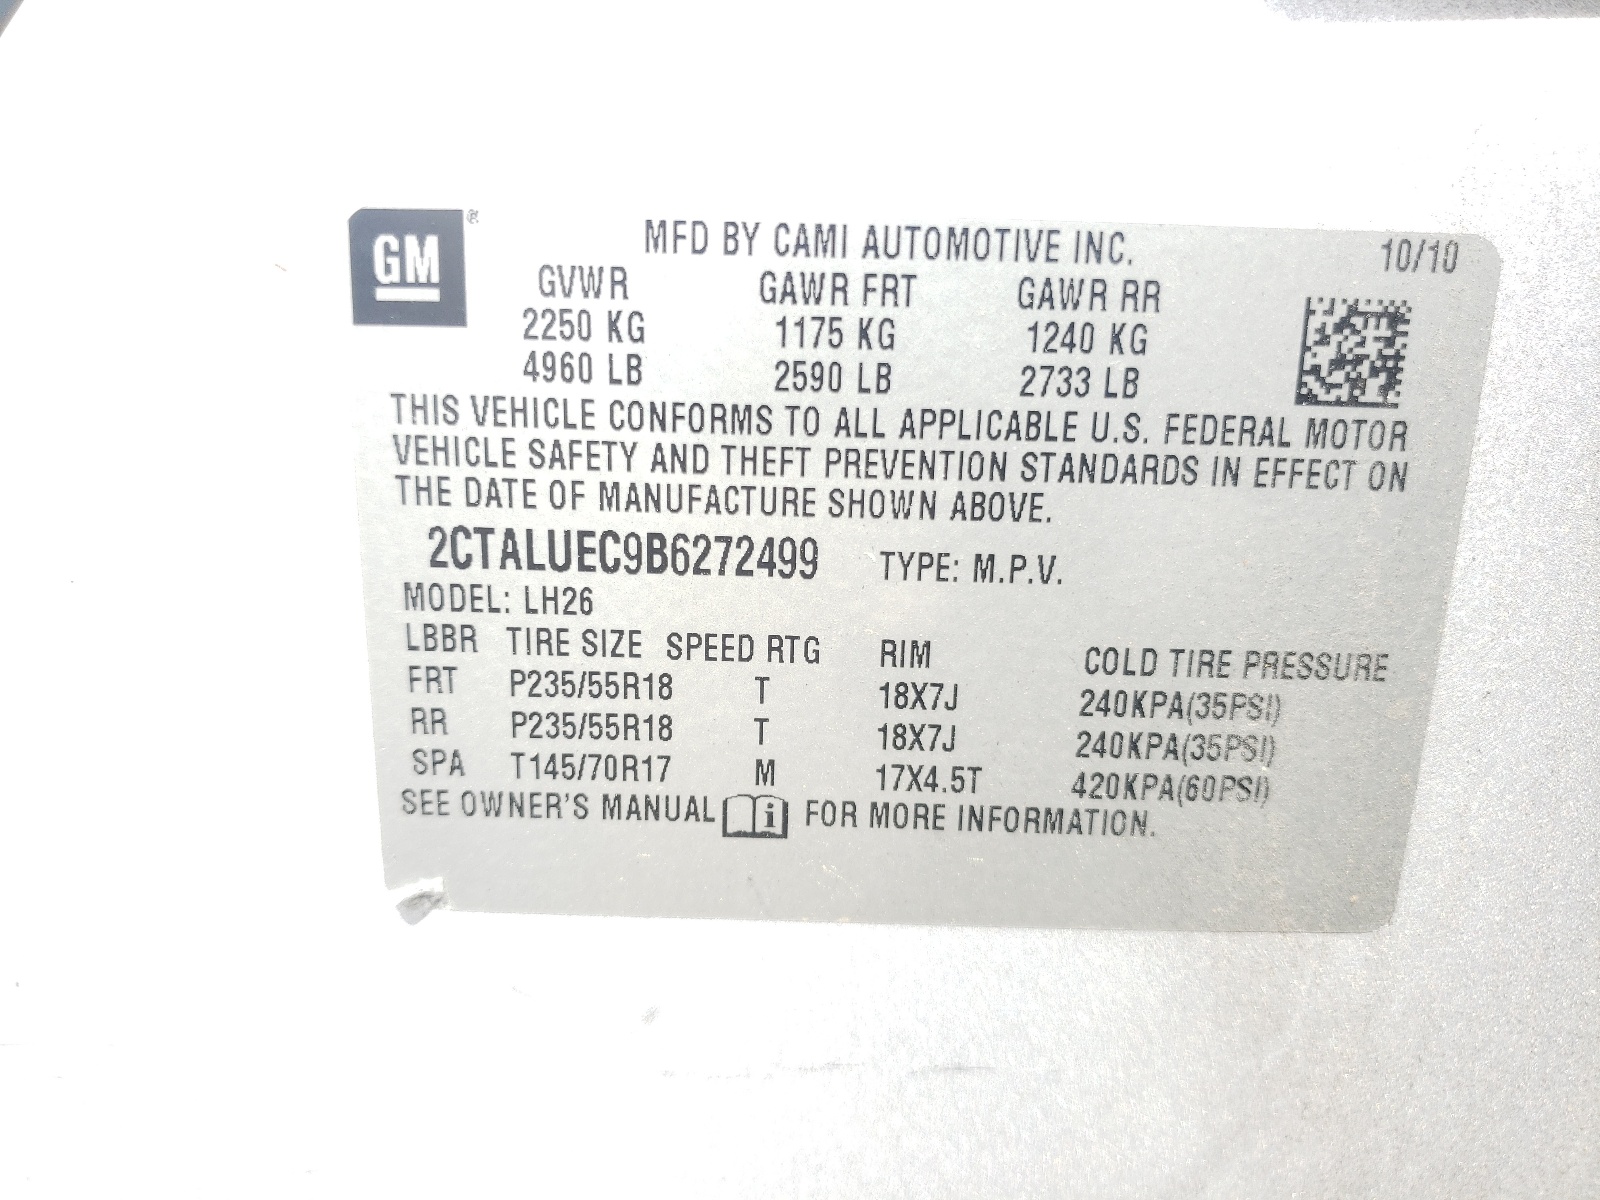 GM®
MFD BY CAMI AUTOMOTIVE INC. 10/10
GVWR GAWR FRT GAWR RR
2250 KG 1175 KG 1240 KG
4960 LB 2590 LB 2733 LB
THIS VEHICLE CONFORMS TO ALL APPLICABLE U.S. FEDERAL MOTOR
VEHICLE SAFETY AND THEFT PREVENTION STANDARDS IN EFFECT ON
THE DATE OF MANUFACTURE SHOWN ABOVE.
2CTALUEC9B6272499 TYPE: M.P.V.
MODEL: LH26
LBBR TIRE SIZE SPEED RTG RIM COLD TIRE PRESSURE
FRT P235/55R18 T 18X7J 240KPA(35PSI)
RR P235/55R18 T 18X7J 240KPA(35PSI)
SPA T145/70R17 M 17X4.5T 420KPA(60PSI)
SEE OWNER'S MANUAL i FOR MORE INFORMATION.